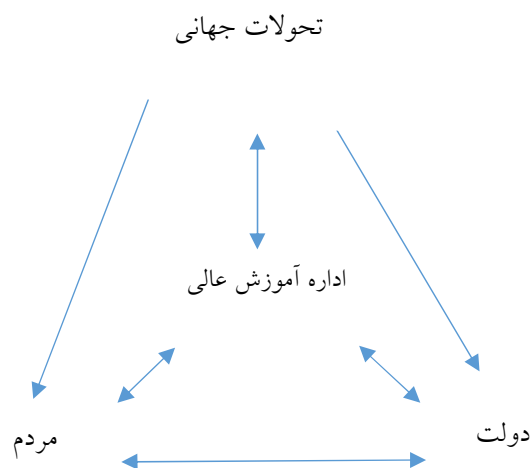 تحولات جهانی
اداره آموزش عالی
دولت
مردم